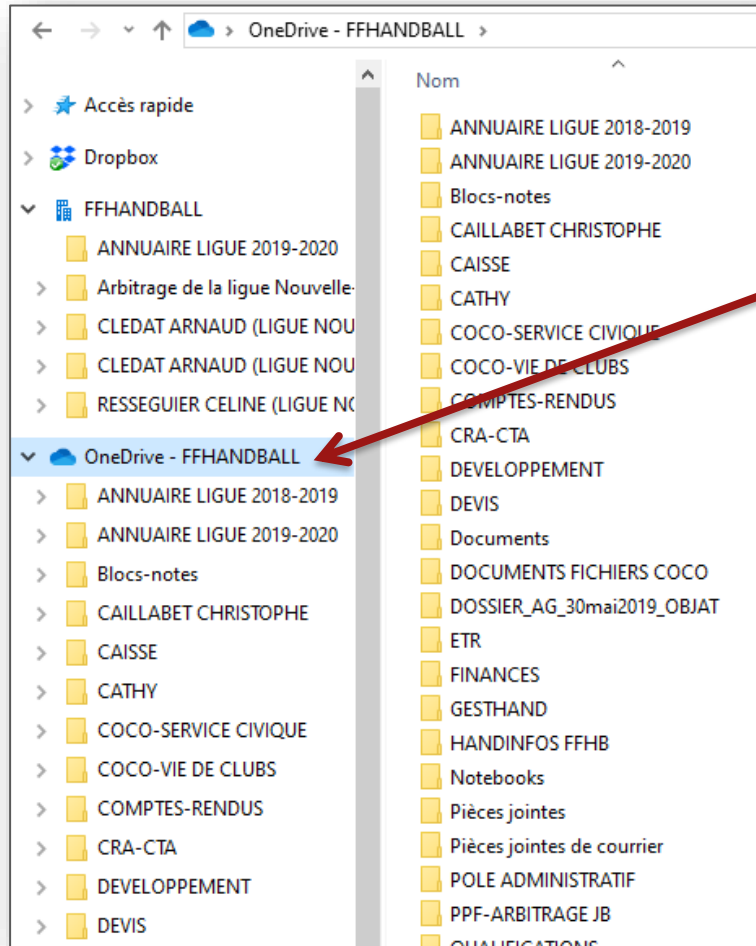 OneDrive - FFHANDBALL
Nom
Accès rapide
Dropbox
FFHANDBALL
ANNUAIRE LIGUE 2019-2020
Arbitrage de la ligue Nouvelle-
CLEDAT ARNAUD (LIGUE NOU
CLEDAT ARNAUD (LIGUE NOU
RESSEGUIER CELINE (LIGUE NO
OneDrive - FFHANDBALL
ANNUAIRE LIGUE 2018-2019
ANNUAIRE LIGUE 2019-2020
Blocs-notes
CAILLABET CHRISTOPHE
CAISSE
CATHY
COCO-SERVICE CIVIQUE
COCO-VIE DE CLUBS
COMPTES-RENDUS
CRA-CTA
DEVELOPPEMENT
DEVIS
ANNUAIRE LIGUE 2018-2019
ANNUAIRE LIGUE 2019-2020
Blocs-notes
CAILLABET CHRISTOPHE
CAISSE
CATHY
COCO-SERVICE CIVIQUE
COCO-VIE DE CLUBS
COMPTES-RENDUS
CRA-CTA
DEVELOPPEMENT
DEVIS
Documents
DOCUMENTS FICHIERS COCO
DOSSIER_AG_30mai2019_OBJAT
ETR
FINANCES
GESTHAND
HANDINFOS FFHB
Notebooks
Pièces jointes
Pièces jointes de courrier
POLE ADMINISTRATIF
PPF-ARBITRAGE JB
QUALIFICATIONS